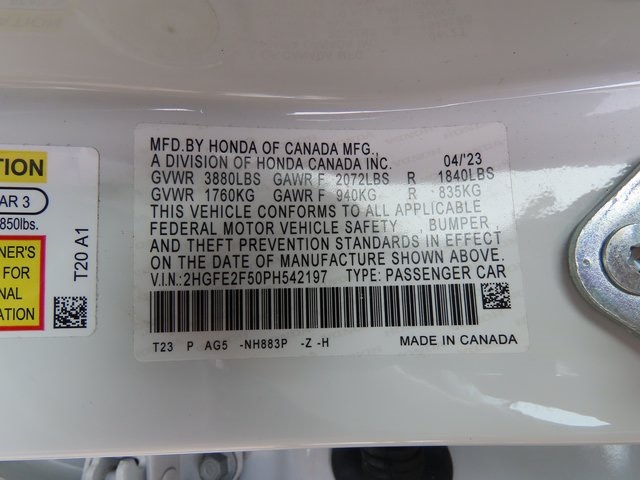 MFD.BY HONDA OF CANADA MFG.,
A DIVISION OF HONDA CANADA INC. 04/'23
GVWR 3880LBS GAWR F 2072LBS R 1840LBS
GVWR 1760KG GAWR F 940KG R 835KG
THIS VEHICLE CONFORMS TO ALL APPLICABLE
FEDERAL MOTOR VEHICLE SAFETY, BUMPER,
AND THEFT PREVENTION STANDARDS IN EFFECT
ON THE DATE OF MANUFACTURE SHOWN ABOVE.
V.I.N.: 2HGFE2F50PH542197 TYPE: PASSENGER CAR
T23 P AG5 -NH883P -Z -H MADE IN CANADA
TION
AR 3
850lbs.
NER'S
FOR
NAL
ATION
T20 A1